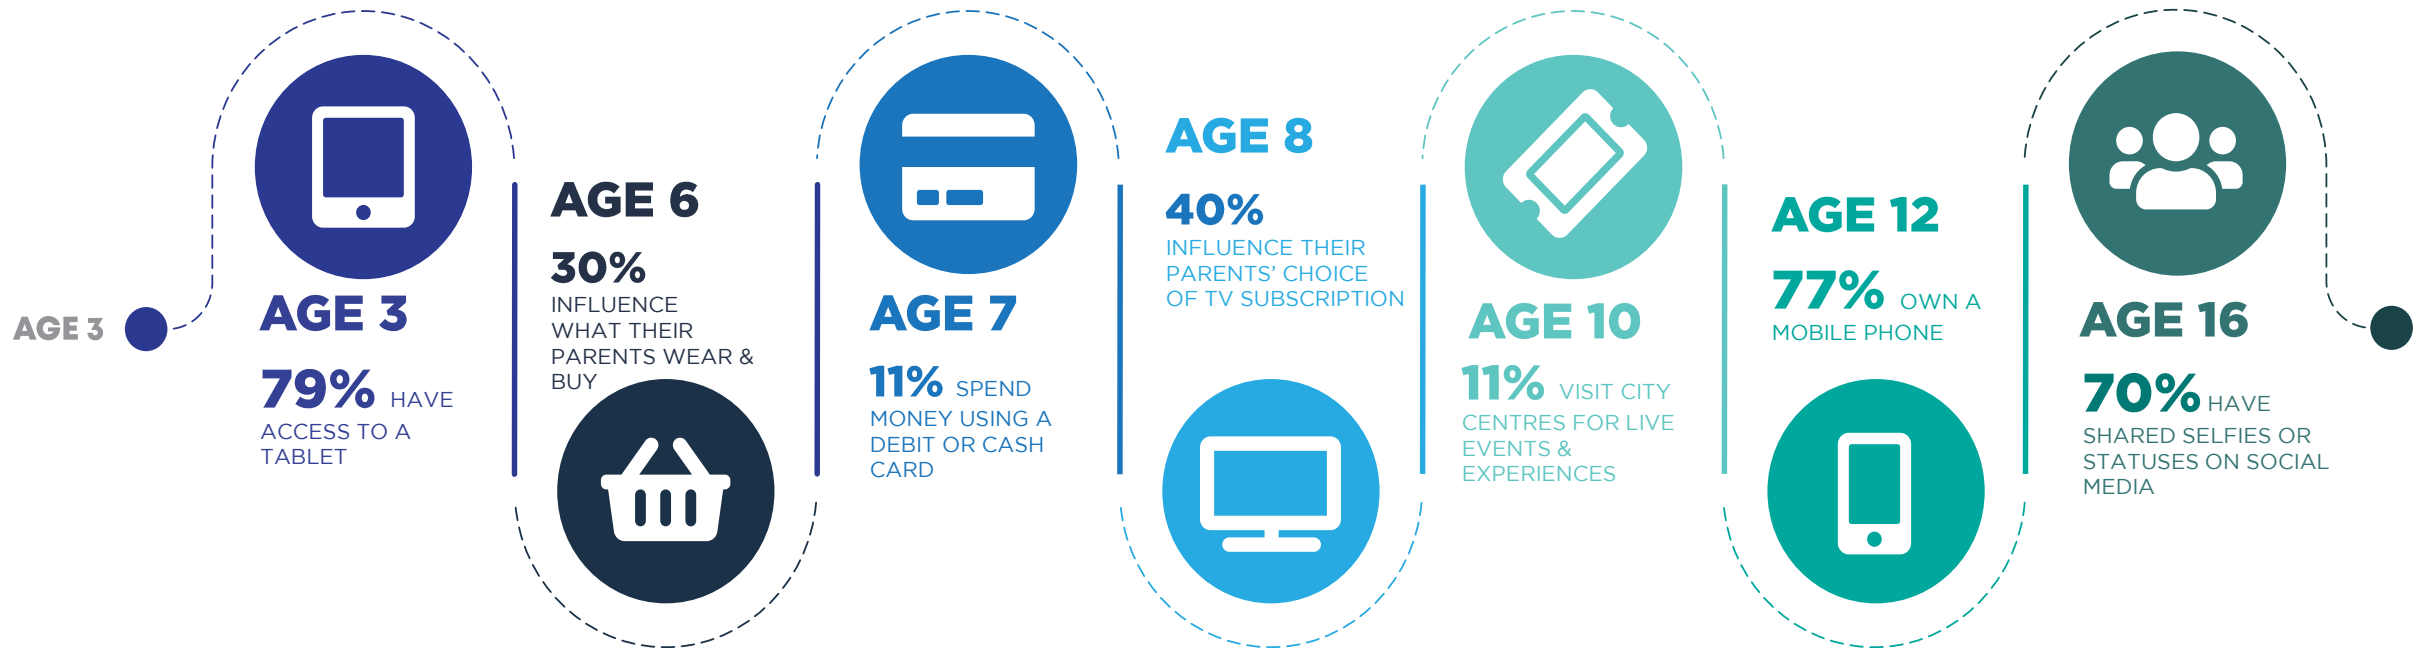 AGE 3
AGE 3
79% HAVE
ACCESS TO A
TABLET
AGE 6
30%
INFLUENCE
WHAT THEIR
PARENTS WEAR &
BUY
AGE 7
11% SPEND
MONEY USING A
DEBIT OR CASH
CARD
AGE 8
40%
INFLUENCE THEIR
PARENTS’ CHOICE
OF TV SUBSCRIPTION
AGE 10
11% VISIT CITY
CENTRES FOR LIVE
EVENTS &
EXPERIENCES
AGE 12
77% OWN A
MOBILE PHONE
AGE 16
70% HAVE
SHARED SELFIES OR
STATUSES ON SOCIAL
MEDIA